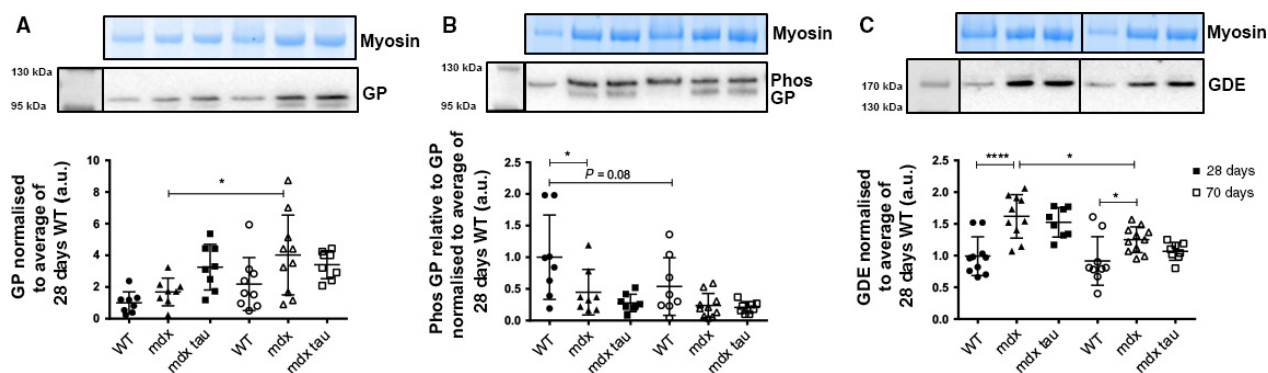 A
Myosin
130 kDa
95 kDa
GP
GP normalised
to average of
28 days WT (a.u.)
10
8
6
4
2
0
*
WT
mdx
mdx tau
WT
mdx
mdx tau
B
Myosin
130 kDa
95 kDa
Phos
GP
Phos GP relative to GP
normalised to average of
28 days WT (a.u.)
2.5
2.0
1.5
1.0
0.5
0.0
*
P = 0.08
WT
mdx
mdx tau
WT
mdx
mdx tau
C
Myosin
170 kDa
130 kDa
GDE
GDE normalised
to average of
28 days WT (a.u.)
2.5
2.0
1.5
1.0
0.5
0.0
****
*
*
28 days
70 days
WT
mdx
mdx tau
WT
mdx
mdx tau